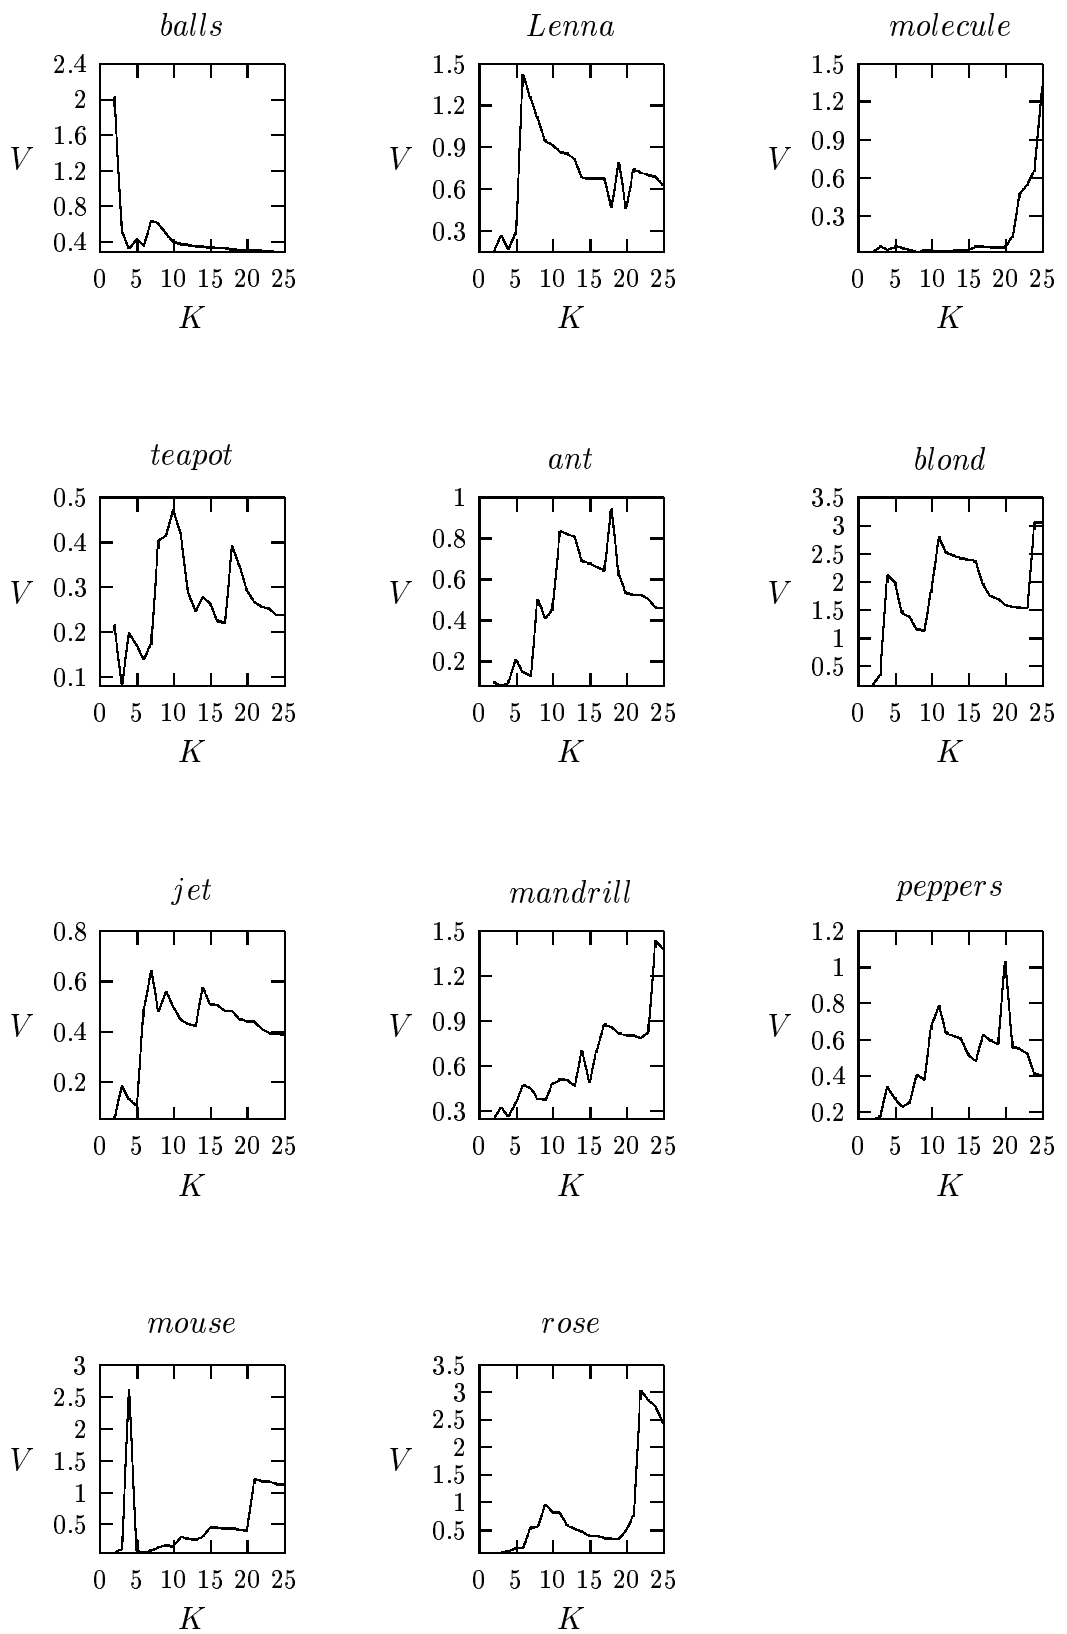 balls
2.4
2
1.6
1.2
0.8
0.4
V
0 5 10 15 20 25
K
Lenna
1.5
1.2
0.9
0.6
0.3
V
0 5 10 15 20 25
K
molecule
1.5
1.2
0.9
0.6
0.3
V
0 5 10 15 20 25
K
teapot
0.5
0.4
0.3
0.2
0.1
V
0 5 10 15 20 25
K
ant
1
0.8
0.6
0.4
0.2
V
0 5 10 15 20 25
K
blond
3.5
3
2.5
2
1.5
1
0.5
V
0 5 10 15 20 25
K
jet
0.8
0.6
0.4
0.2
V
0 5 10 15 20 25
K
mandrill
1.5
1.2
0.9
0.6
0.3
V
0 5 10 15 20 25
K
peppers
1.2
1
0.8
0.6
0.4
0.2
V
0 5 10 15 20 25
K
mouse
3
2.5
2
1.5
1
0.5
V
0 5 10 15 20 25
K
rose
3.5
3
2.5
2
1.5
1
0.5
V
0 5 10 15 20 25
K